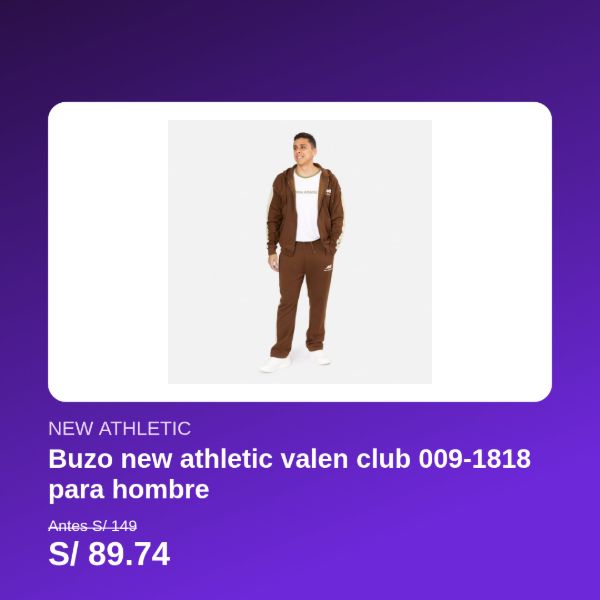 NEW ATHLETIC
Buzo new athletic valen club 009-1818
para hombre
Antes S/ 149
S/ 89.74